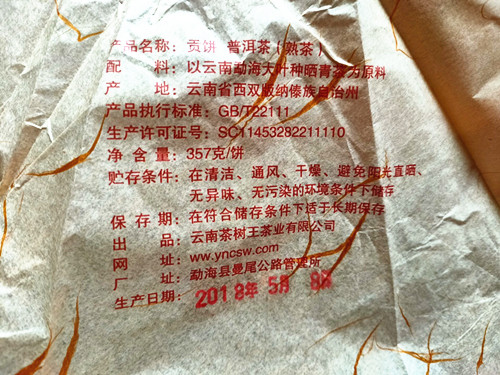 产品名称：贡饼 普洱茶（熟茶）
配 料：以云南勐海大叶种晒青茶为原料
产 地：云南省西双版纳傣族自治州
产品执行标准：GB/T22111
生产许可证号：SC11453282211110
净 含 量：357克/饼
贮存条件：在清洁、通风、干燥、避免阳光直晒、
无异味、无污染的环境条件下储存
保 存 期：在符合储存条件下适于长期保存
出 品：云南茶树王茶业有限公司
网 址：www.yncsw.com
厂 址：勐海县曼尾公路管理所
生产日期：2018年 5月 8日